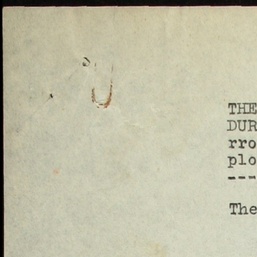 THE
DUR
rro
plo
---
The